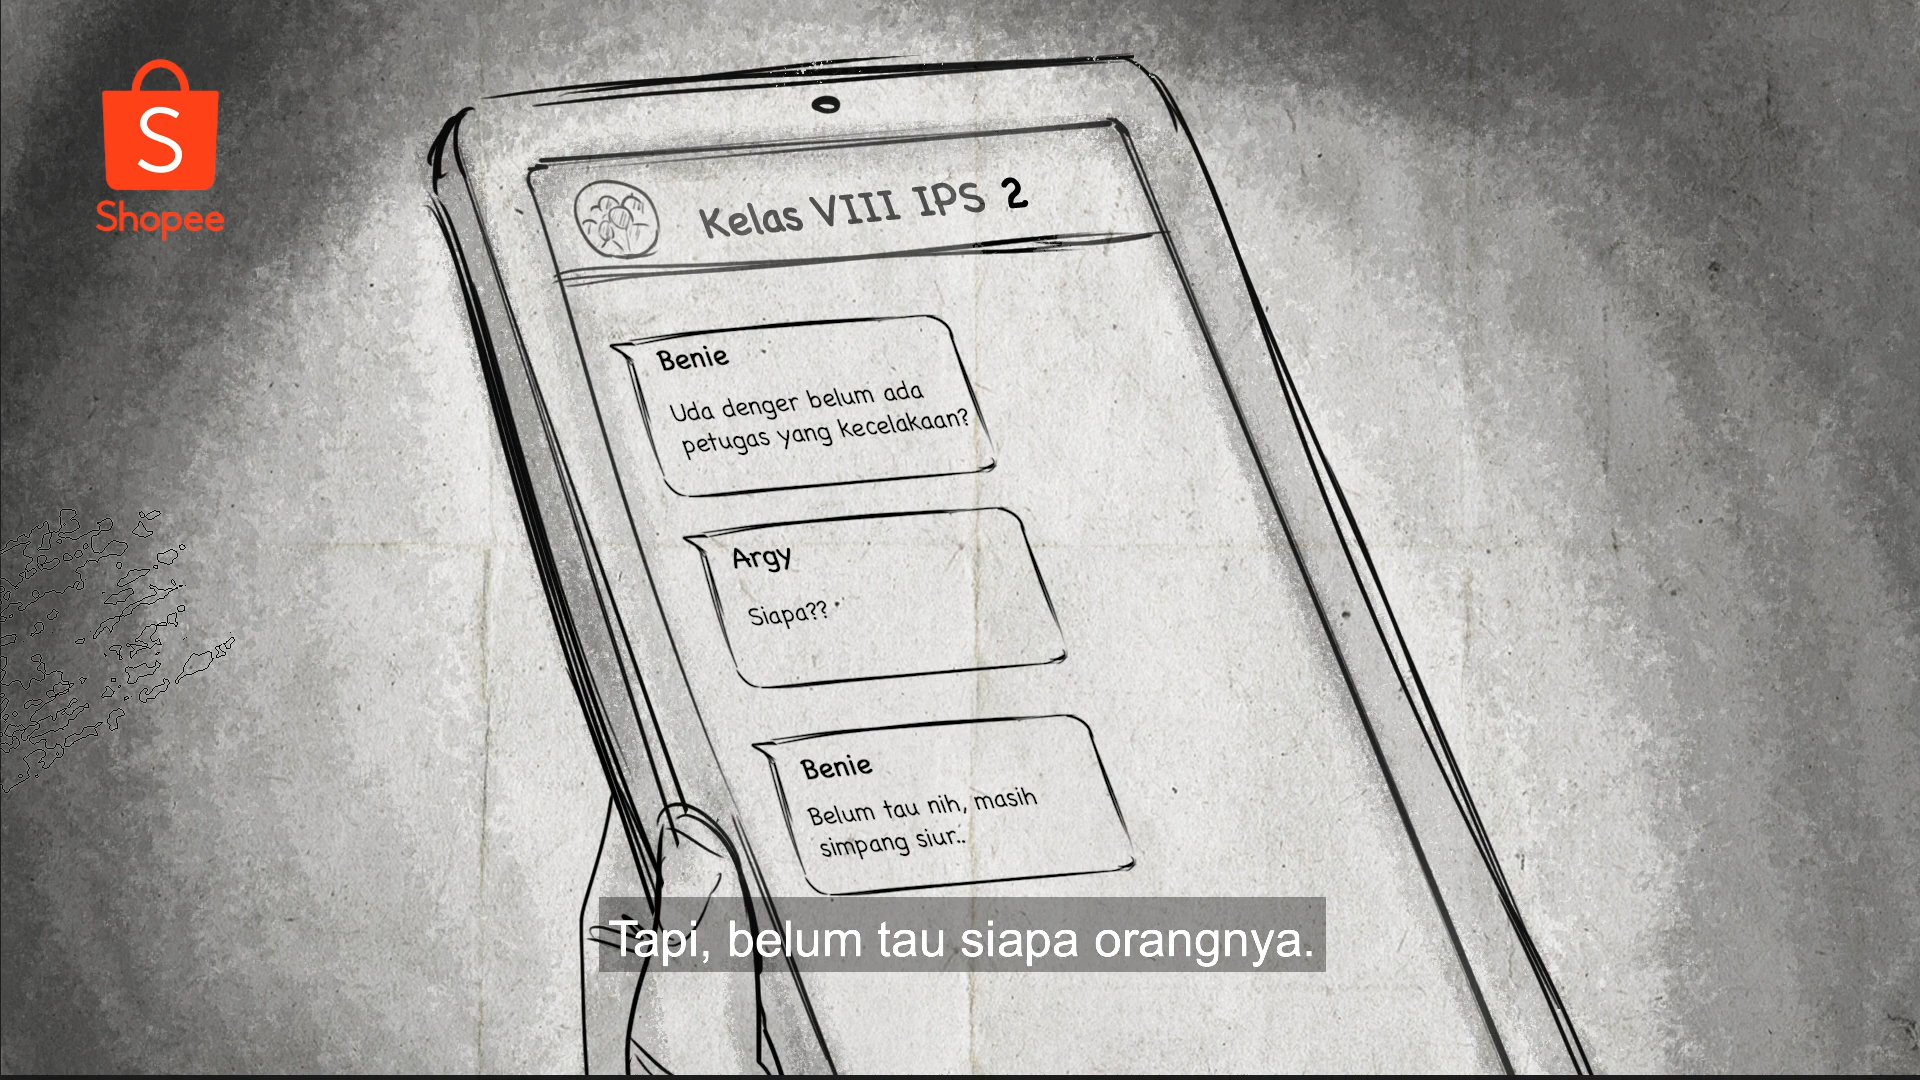 S
Shopee
Kelas VIII IPS 2
Benie
Uda denger belum ada
petugas yang kecelakaan?
Argy
Siapa??
Benie
Belum tau nih, masih
simpang siur..
Tapi, belum tau siapa orangnya.